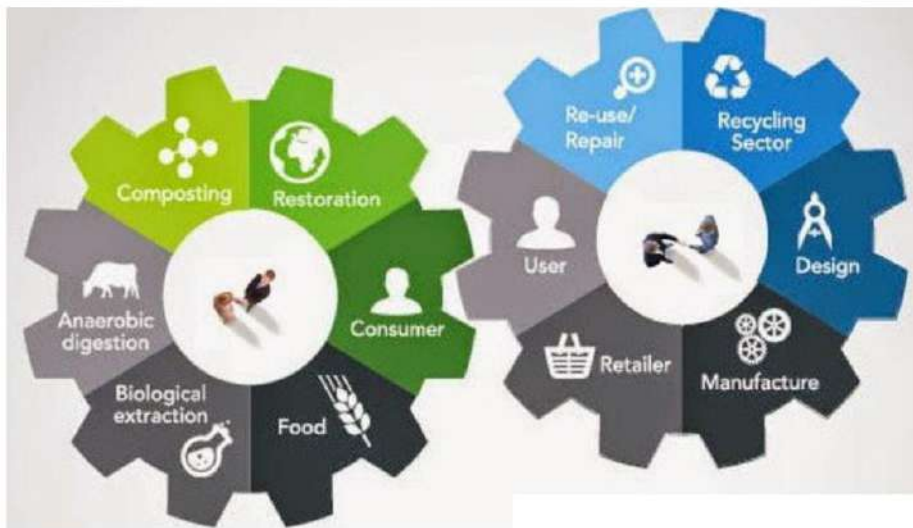 Composting
Restoration
Consumer
Food
Biological
extraction
Anaerobic
digestion
Re-use/
Repair
Recycling
Sector
Design
Manufacture
Retailer
User